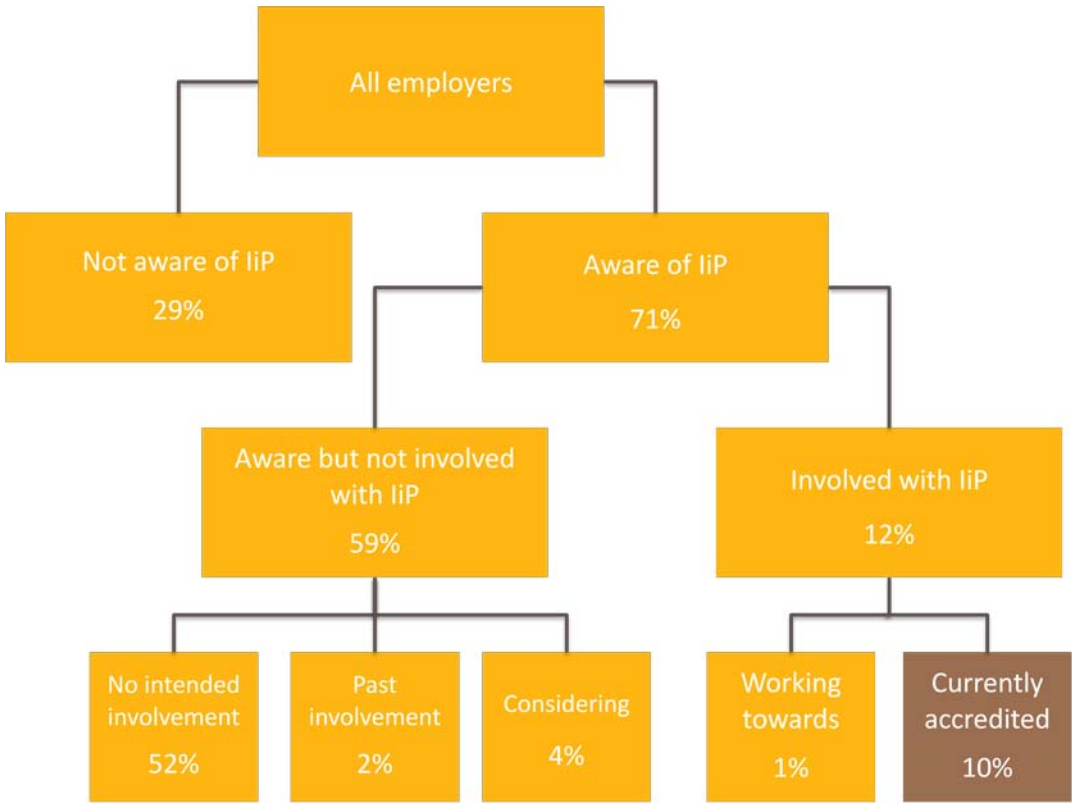 All employers
Not aware of IiP
29%
Aware of IiP
71%
Aware but not involved
with IiP
59%
Involved with IiP
12%
No intended
involvement
52%
Past
involvement
2%
Considering
4%
Working
towards
1%
Currently
accredited
10%